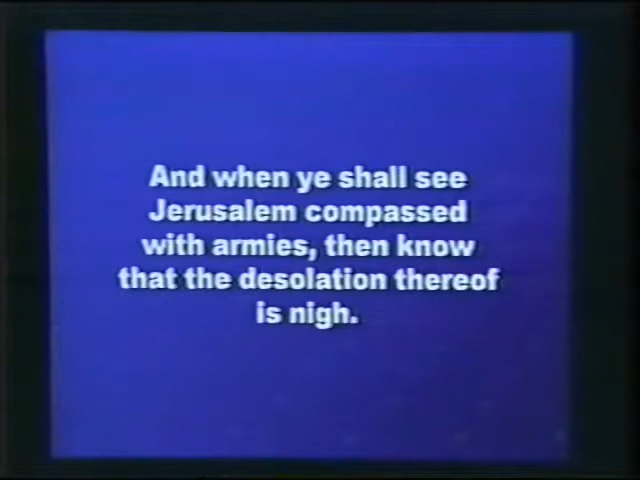 And when ye shall see
Jerusalem compassed
with armies, then know
that the desolation thereof
is nigh.